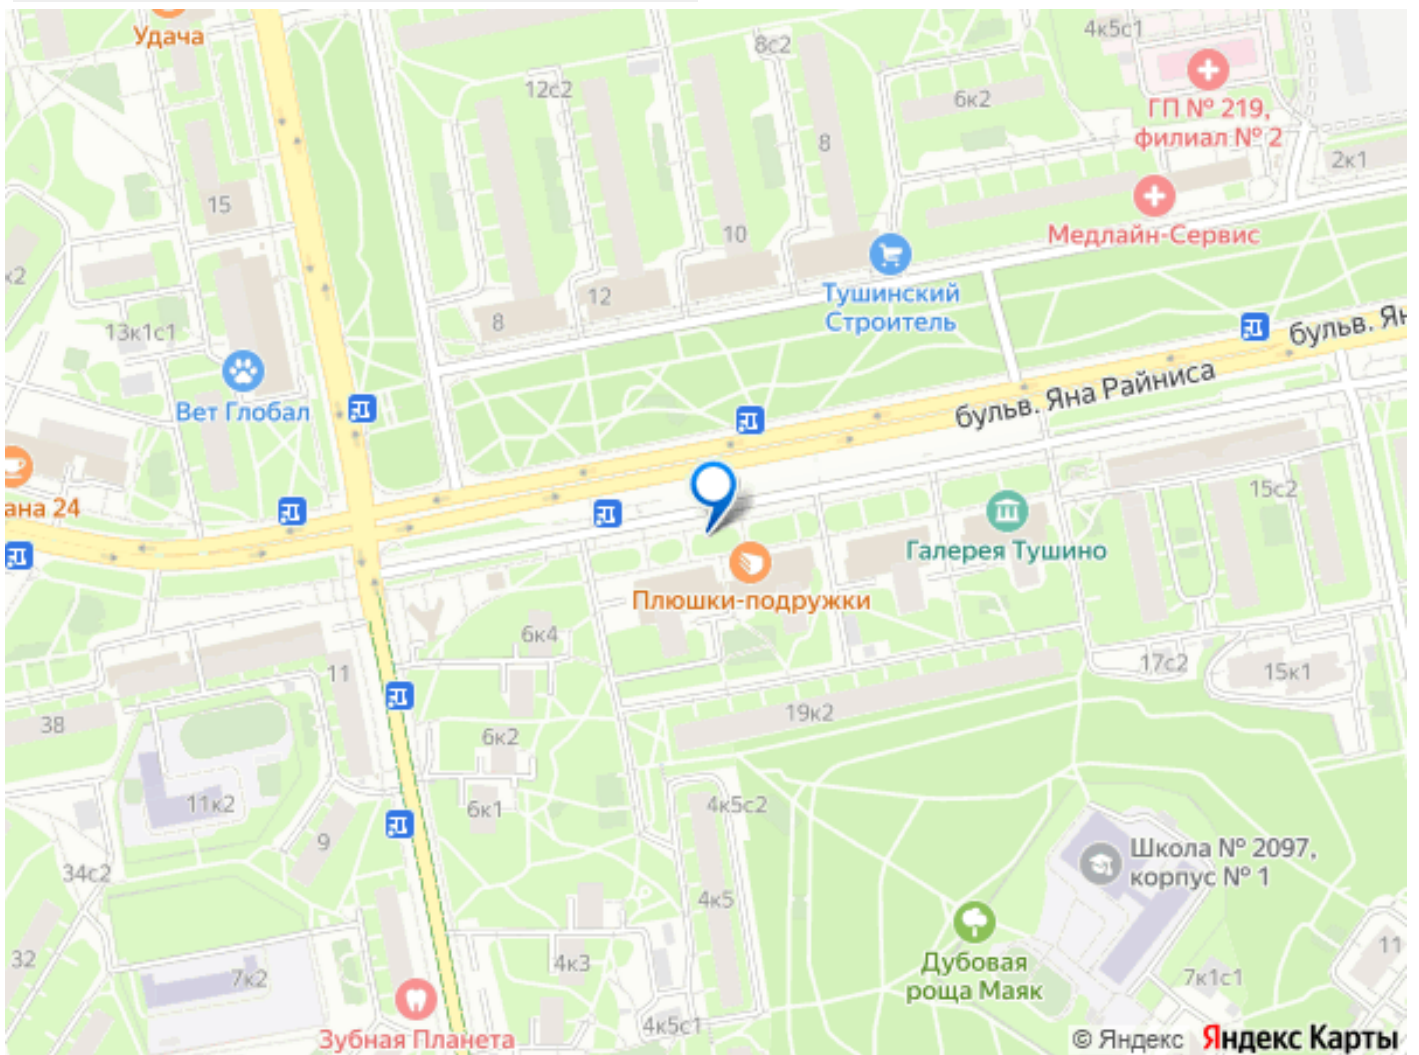 Удача
8с2
4к5с1
12с2
6к2
ГП № 219,
филиал № 2
8
2к1
15
10
Медлайн-Сервис
к2
12
Тушинский
Строитель
8
13к1с1
бульв. Ян
Вет Глобал
бульв. Яна Райниса
ана 24
15с2
Галерея Тушино
Плюшки-подружки
6к4
17с2
15к1
11
38
19к2
6к2
11к2
6к1
4к5с2
9
Школа № 2097,
корпус № 1
34с2
4к5
32
7к2
4к3
Дубовая
роща Маяк
7к1с1
11
Зубная Планета
4к5с1
© Яндекс Яндекс Карты